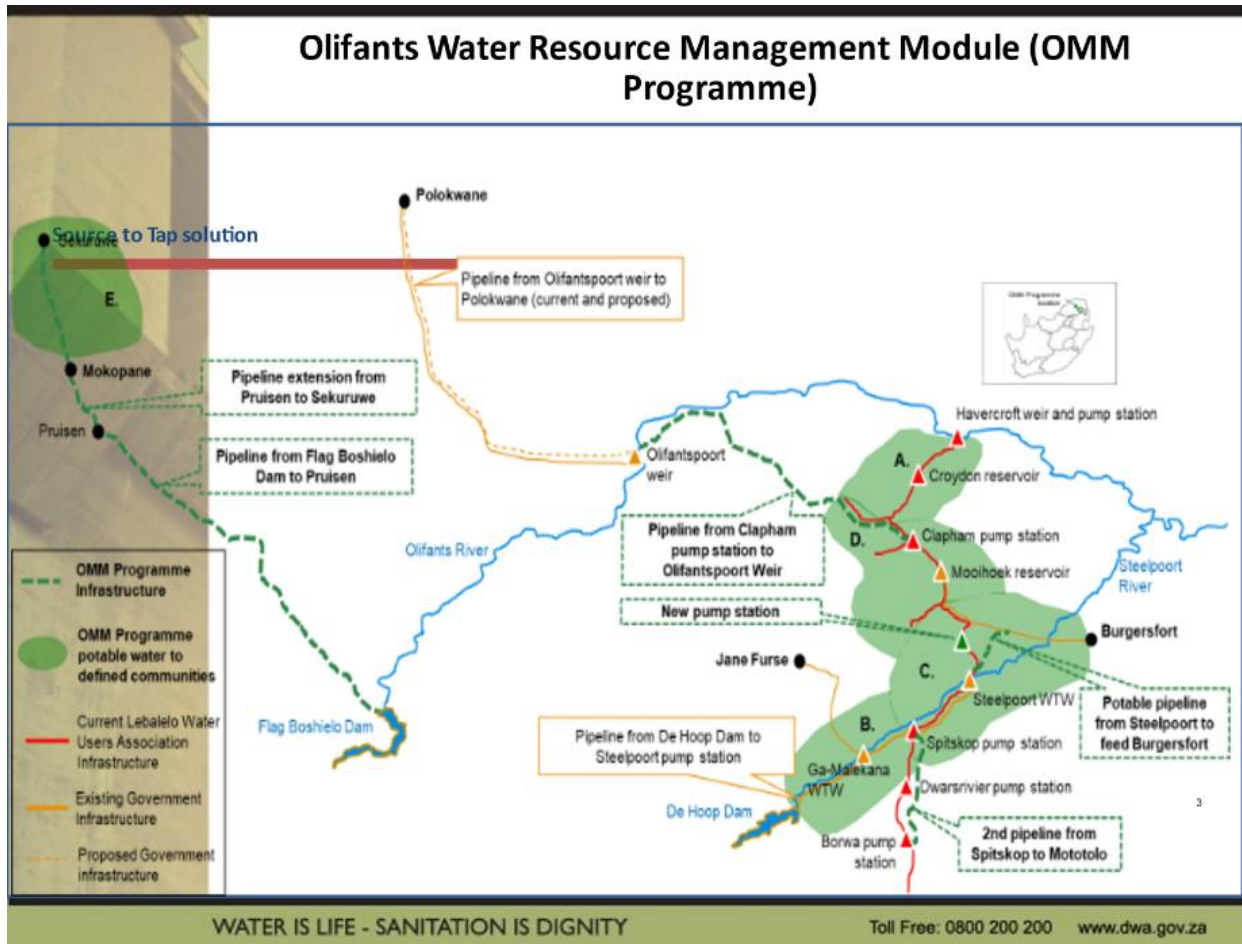 Olifants Water Resource Management Module (OMM
Programme)
Source to Tap solution
Sekuruwe
E.
Mokopane
Pruisen
Polokwane
Pipeline from Olifantspoort weir to
Polokwane (current and proposed)
Pipeline extension from
Pruisen to Sekuruwe
Pipeline from Flag Boshielo
Dam to Pruisen
OMM Programme
location
Havercroft weir and pump station
Olifantspoort
weir
A.
Croydon reservoir
Pipeline from Clapham
pump station to
Olifantspoort Weir
D.
Clapham pump station
Mooihoek reservoir
Olifants River
Steelpoort
River
New pump station
Burgersfort
Jane Furse
C.
Steelpoort WTW
Potable pipeline
from Steelpoort to
feed Burgersfort
B.
Spitskop pump station
Flag Boshielo Dam
Pipeline from De Hoop Dam to
Steelpoort pump station
Ga-Malekana
WTW
Dwarsrivier pump station
De Hoop Dam
Borwa pump
station
2nd pipeline from
Spitskop to Mototolo
3
OMM Programme
Infrastructure
OMM Programme
potable water to
defined communities
Current Lebalelo Water
Users Association
Infrastructure
Existing Government
Infrastructure
Proposed Government
infrastructure
WATER IS LIFE - SANITATION IS DIGNITY
Toll Free: 0800 200 200
www.dwa.gov.za